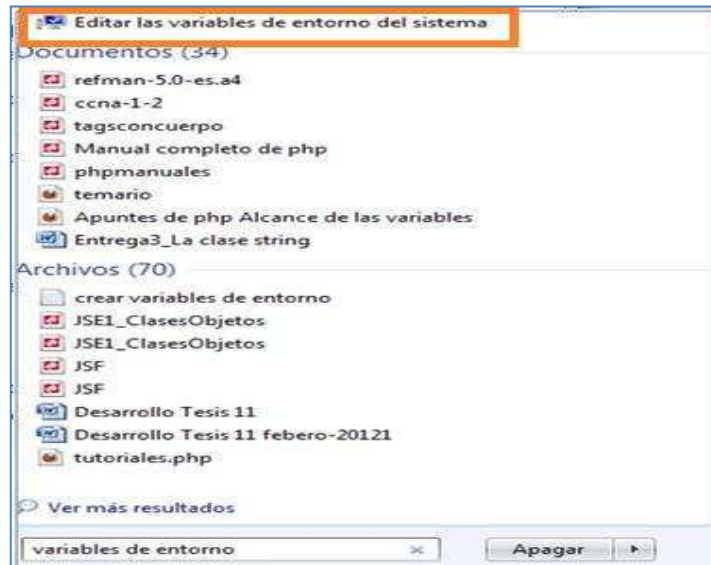 Editar las variables de entorno del sistema
Documentos (34)
refman-5.0-es.a4
ccna-1-2
tagsconcuerpo
Manual completo de php
phpmanuales
temario
Apuntes de php Alcance de las variables
Entrega3_La clase string
Archivos (70)
crear variables de entorno
JSE1_ClasesObjetos
JSE1_ClasesObjetos
JSF
JSF
Desarrollo Tesis 11
Desarrollo Tesis 11 febero-20121
tutoriales.php
Ver más resultados
variables de entorno
Apagar